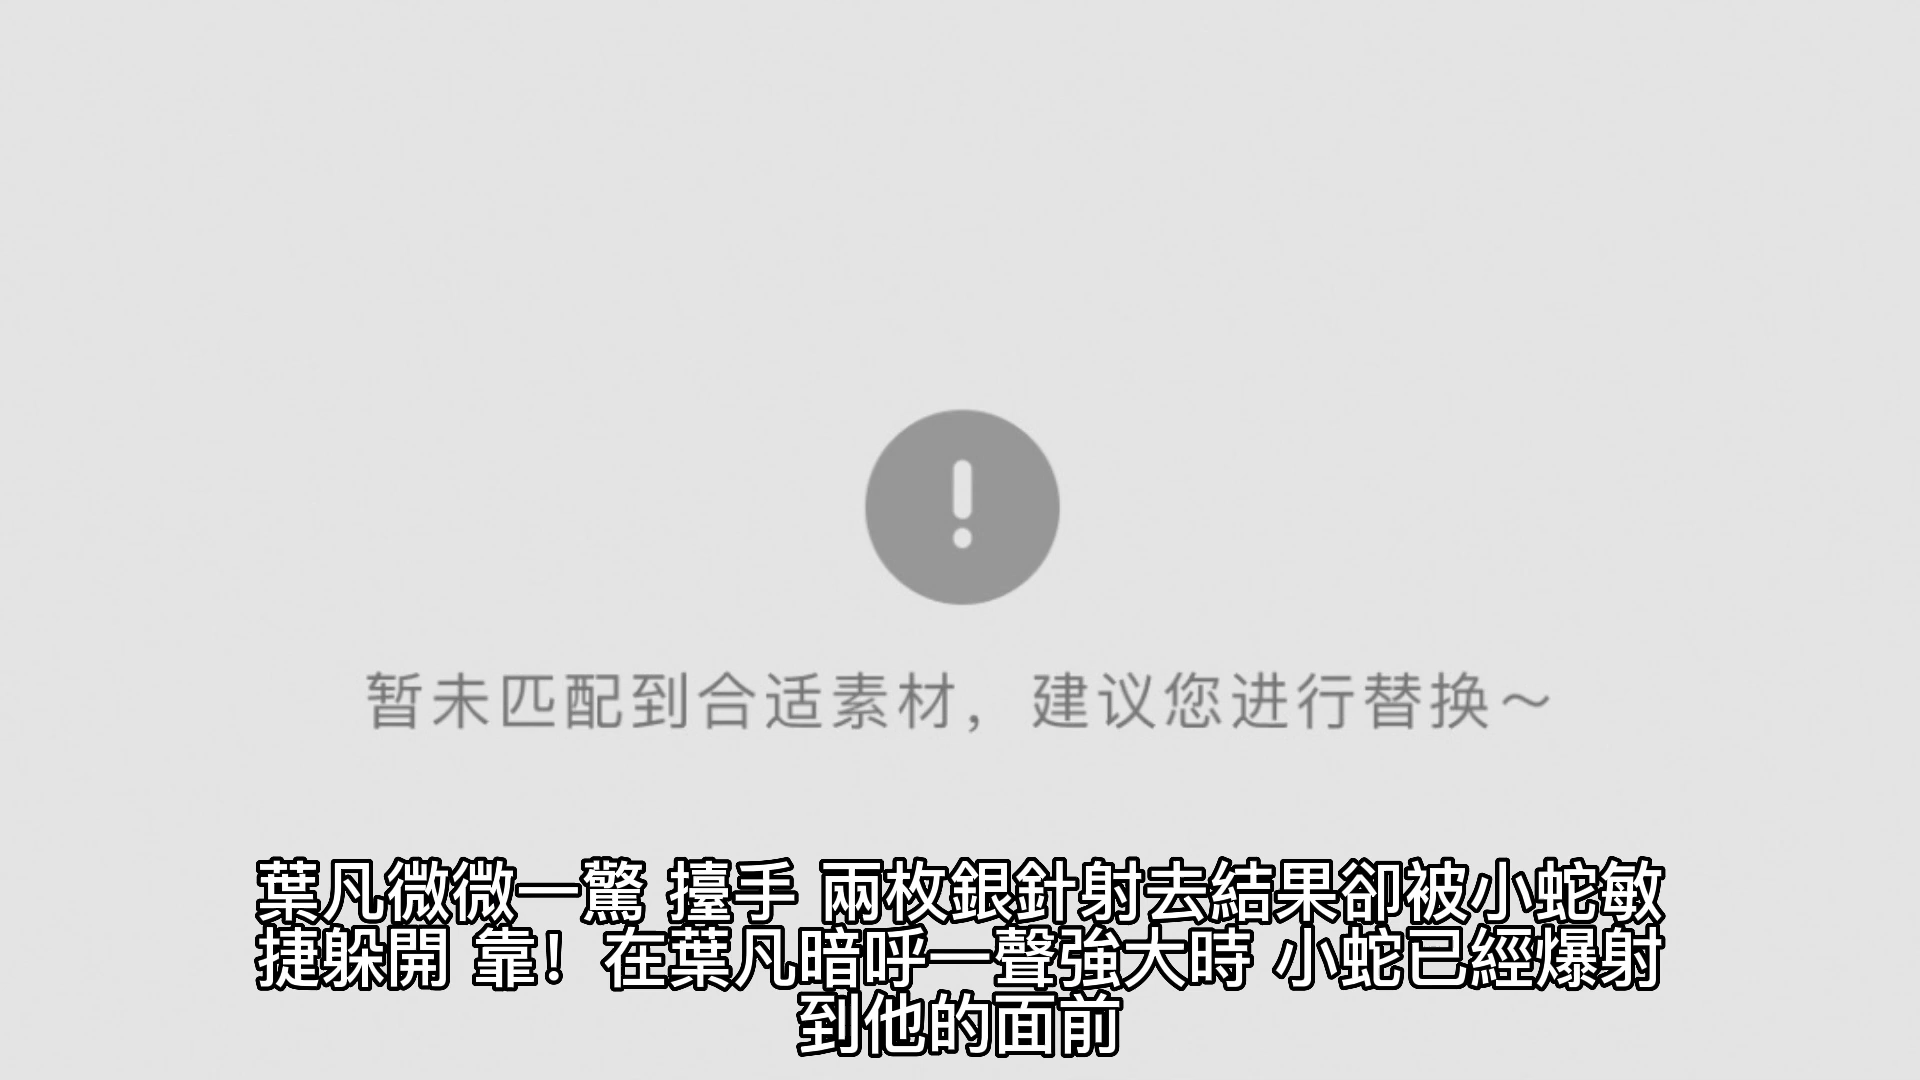 暂未匹配到合适素材，建议您进行替换～
葉凡微微一驚 擡手 兩枚銀針射去結果卻被小蛇敏
捷躲開 靠！在葉凡暗呼一聲強大時 小蛇已經爆射
到他的面前